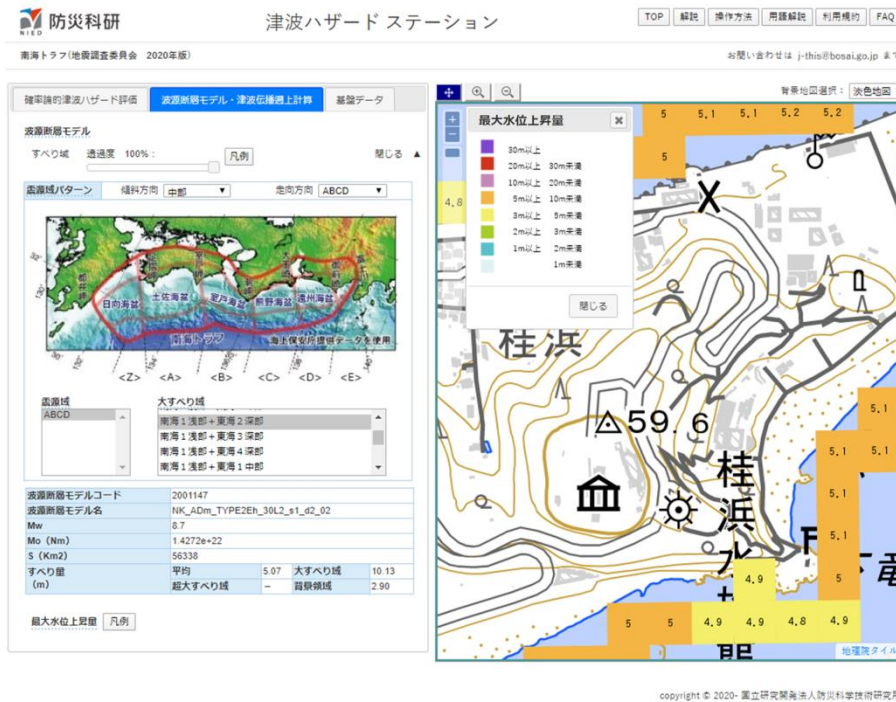 NIED
防災科研
津波ハザード ステーション
TOP 解説 操作方法 用語解説 利用規約 FAQ
南海トラフ(地震調査委員会 2020年版)
お問い合わせは j-this@bosai.go.jp ま
確率論的津波ハザード評価 波源断層モデル・津波伝播遡上計算 基盤データ
背景地図選択: 淡色地図
波源断層モデル
すべり域 透過度 100% : 凡例 閉じる ▲
震源域パターン 傾斜方向 中部 走向方向 ABCD
日向海盆 土佐海盆 室戸海盆 熊野海盆 遠州海盆
南海トラフ
海上保安庁提供データを使用
<Z> <A> <B> <C> <D> <E>
震源域 大すべり域
ABCD
南海1浅部+東海2深部
南海1浅部+東海3深部
南海1浅部+東海4深部
南海1浅部+東海1中部
波源断層モデルコード 2001147
波源断層モデル名 NK_ADm_TYPE2Eh_30L2_s1_d2_02
Mw 8.7
Mo (Nm) 1.4272e+22
S (Km2) 56338
すべり量 平均 5.07 大すべり域 10.13
(m) 超大すべり域 – 背景領域 2.90
最大水位上昇量 凡例
最大水位上昇量
30m以上
20m以上 30m未満
10m以上 20m未満
5m以上 10m未満
3m以上 5m未満
2m以上 3m未満
1m以上 2m未満
1m未満
閉じる
5 5.1 5.1 5.2 5.2
5
4.8
桂浜
59.6
桂浜水
5.1
5.1 5.1
5.1
5.1
4.9 5
5 5 4.9 4.9 4.8 4.9
竜
地理院タイル
copyright © 2020- 国立研究開発法人防災科学技術研究所